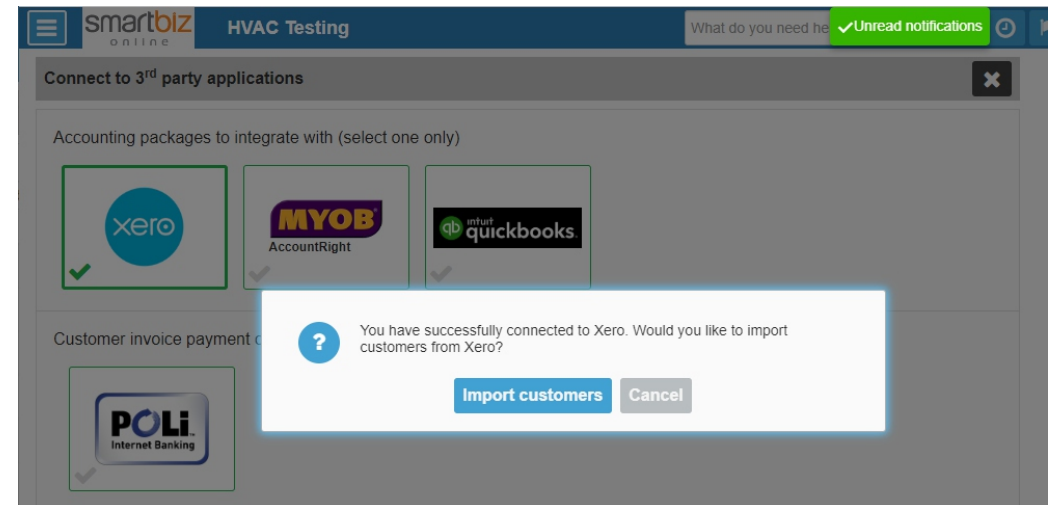 smartbiz
online
HVAC Testing
What do you need he
Unread notifications
Connect to 3rd party applications
Accounting packages to integrate with (select one only)
xero
MYOB
AccountRight
qb intuit
quickbooks.
You have successfully connected to Xero. Would you like to import
customers from Xero?
Customer invoice payment
Import customers Cancel
POLi
Internet Banking